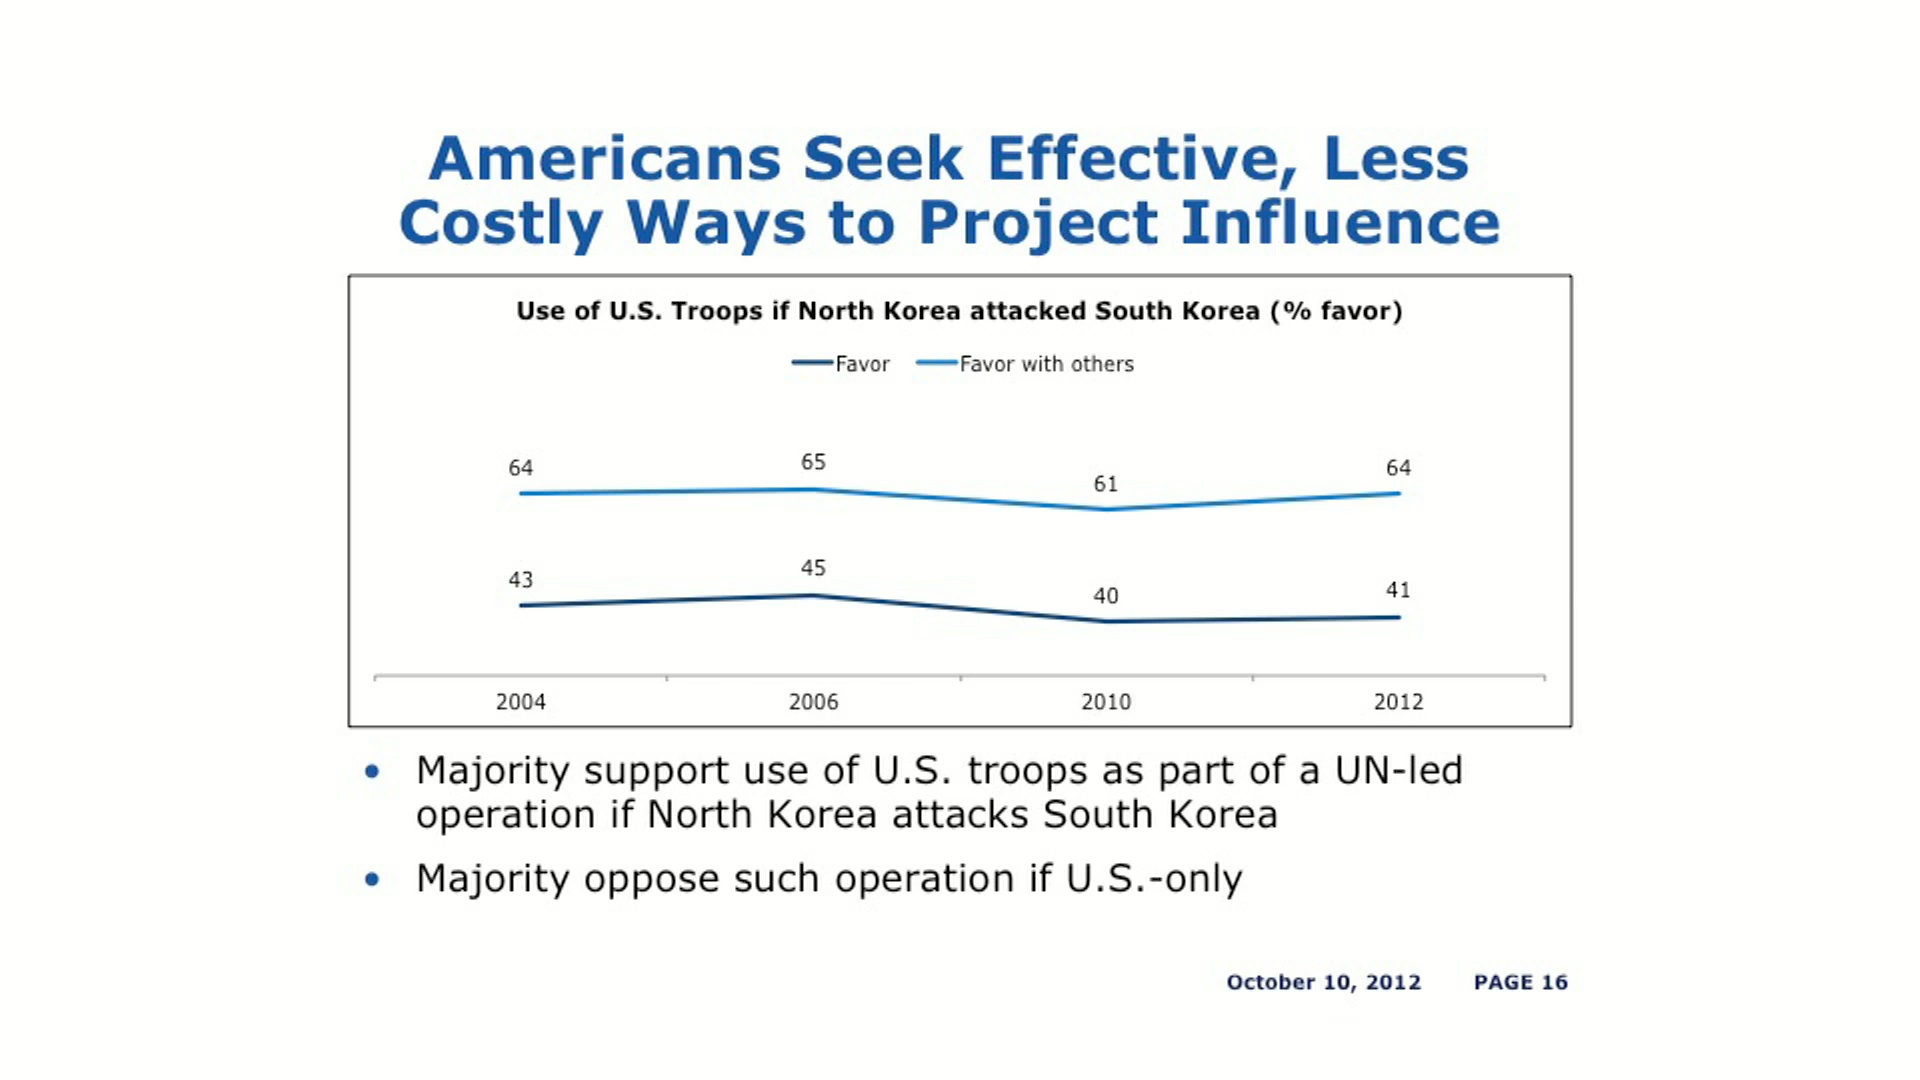 Americans Seek Effective, Less
Costly Ways to Project Influence
Use of U.S. Troops if North Korea attacked South Korea (% favor)
Favor Favor with others
64 65 61 64
43 45 40 41
2004 2006 2010 2012
• Majority support use of U.S. troops as part of a UN-led
operation if North Korea attacks South Korea
• Majority oppose such operation if U.S.-only
October 10, 2012 PAGE 16